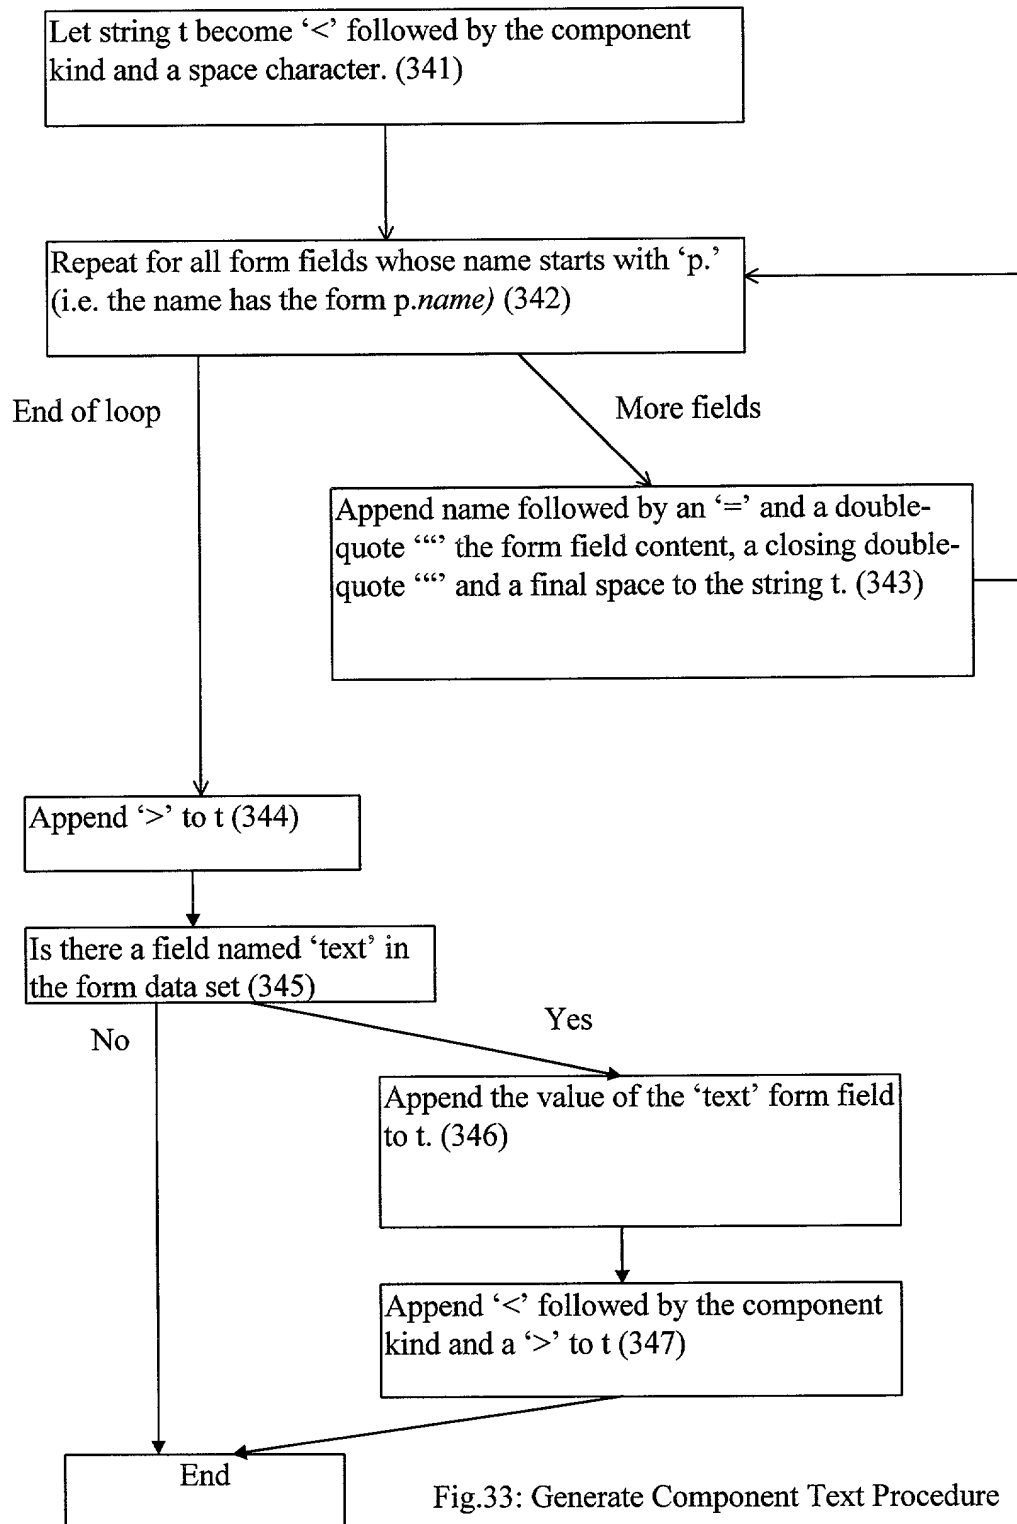 Let string t become ‘<’ followed by the component
kind and a space character. (341)
Repeat for all form fields whose name starts with ‘p.’
(i.e. the name has the form p.name) (342)
End of loop
More fields
Append name followed by an ‘=’ and a double-
quote ‘“’ the form field content, a closing double-
quote ‘“’ and a final space to the string t. (343)
Append ‘>’ to t (344)
Is there a field named ‘text’ in
the form data set (345)
No
Yes
Append the value of the ‘text’ form field
to t. (346)
Append ‘<’ followed by the component
kind and a ‘>’ to t (347)
End
Fig.33: Generate Component Text Procedure